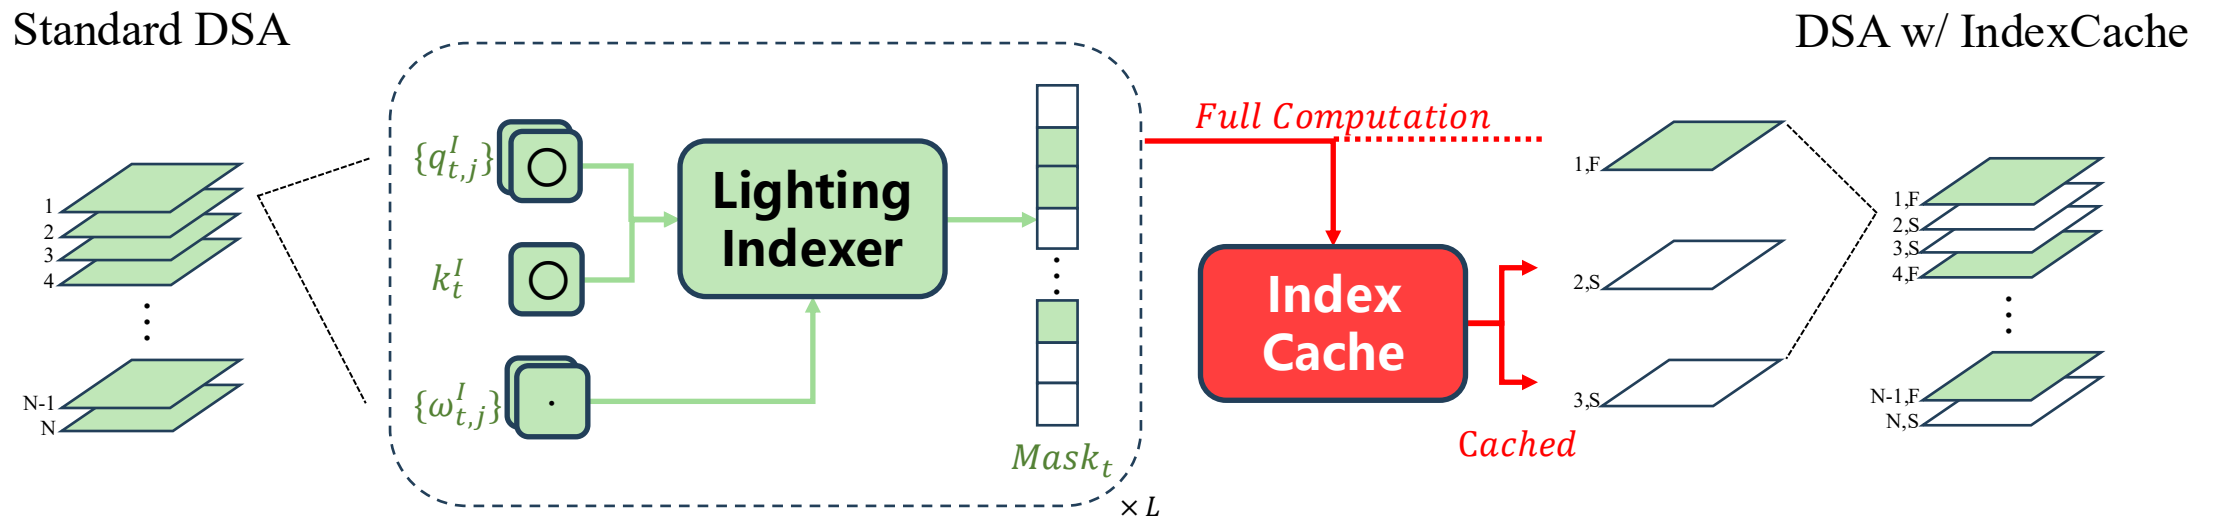 Standard DSA
DSA w/ IndexCache
1
2
3
4
N-1
N
{q^I_{t,j}}
k^I_t
{ω^I_{t,j}}
Lighting
Indexer
Mask_t
× L
Full Computation
Index
Cache
Cached
1,F
2,S
3,S
1,F
2,S
3,S
4,F
N-1,F
N,S